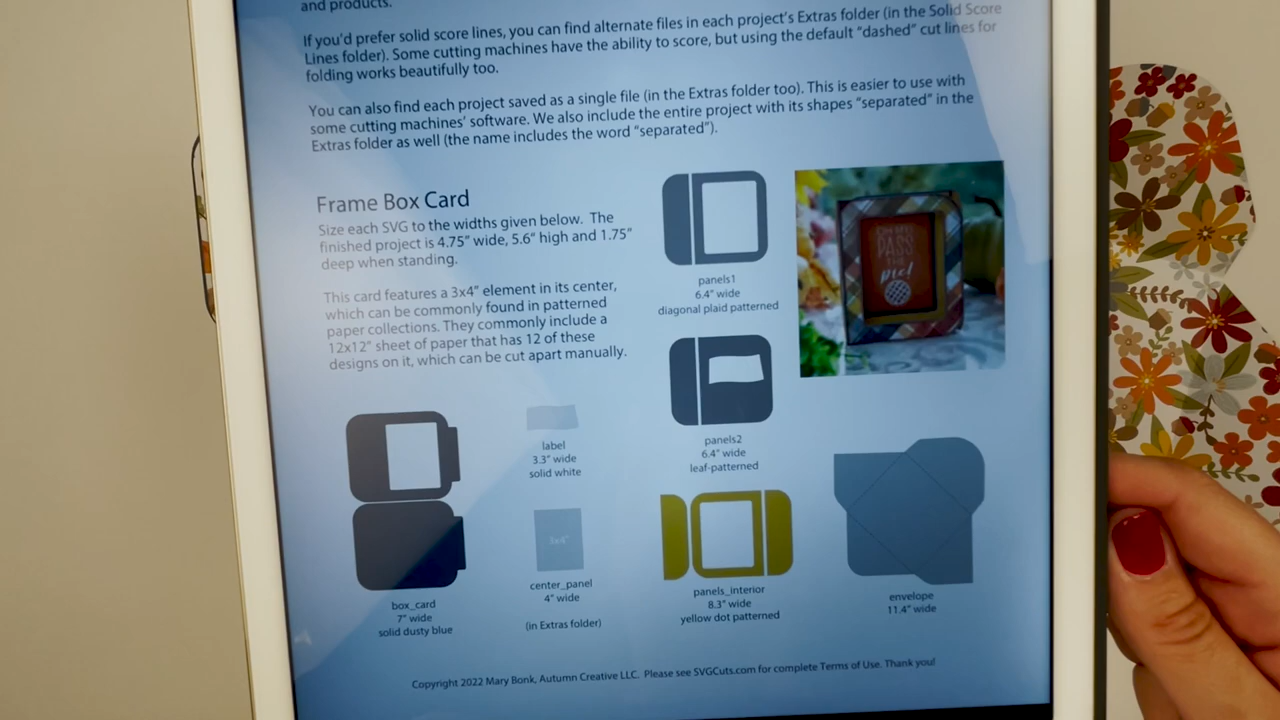 and products.
If you'd prefer solid score lines, you can find alternate files in each project's Extras folder (in the Solid Score
Lines folder). Some cutting machines have the ability to score, but using the default "dashed" cut lines for
folding works beautifully too.
You can also find each project saved as a single file (in the Extras folder too). This is easier to use with
some cutting machines' software. We also include the entire project with its shapes "separated" in the
Extras folder as well (the name includes the word "separated").
Frame Box Card
Size each SVG to the widths given below. The
finished project is 4.75" wide, 5.6" high and 1.75"
deep when standing.
This card features a 3x4" element in its center,
which can be commonly found in patterned
paper collections. They commonly include a
12x12" sheet of paper that has 12 of these
designs on it, which can be cut apart manually.
panels1
6.4" wide
diagonal plaid patterned
PASS
THE
pie!
panels2
6.4" wide
leaf-patterned
label
3.3" wide
solid white
box_card
7" wide
solid dusty blue
3x4"
center_panel
4" wide
(in Extras folder)
panels_interior
8.3" wide
yellow dot patterned
envelope
11.4" wide
Copyright 2022 Mary Bonk, Autumn Creative LLC. Please see SVGCuts.com for complete Terms of Use. Thank you!